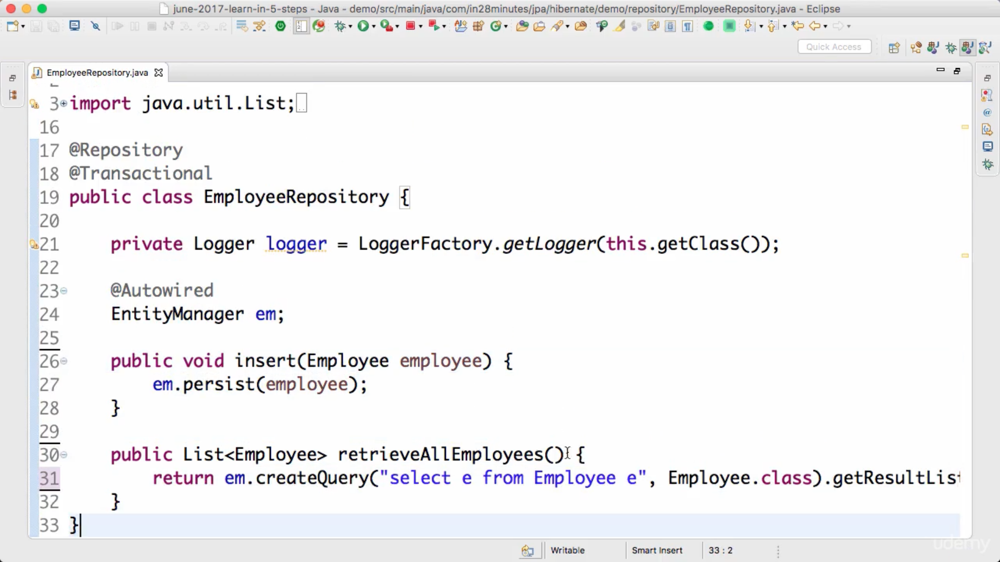 june-2017-learn-in-5-steps - Java - demo/src/main/java/com/in28minutes/jpa/hibernate/demo/repository/EmployeeRepository.java - Eclipse
Quick Access
EmployeeRepository.java
3 import java.util.List;
16
17 @Repository
18 @Transactional
19 public class EmployeeRepository {
20
21 private Logger logger = LoggerFactory.getLogger(this.getClass());
22
23 @Autowired
24 EntityManager em;
25
26 public void insert(Employee employee) {
27 em.persist(employee);
28 }
29
30 public List<Employee> retrieveAllEmployees() {
31 return em.createQuery("select e from Employee e", Employee.class).getResultList
32 }
33 }
Writable
Smart Insert
33 : 2
udemy